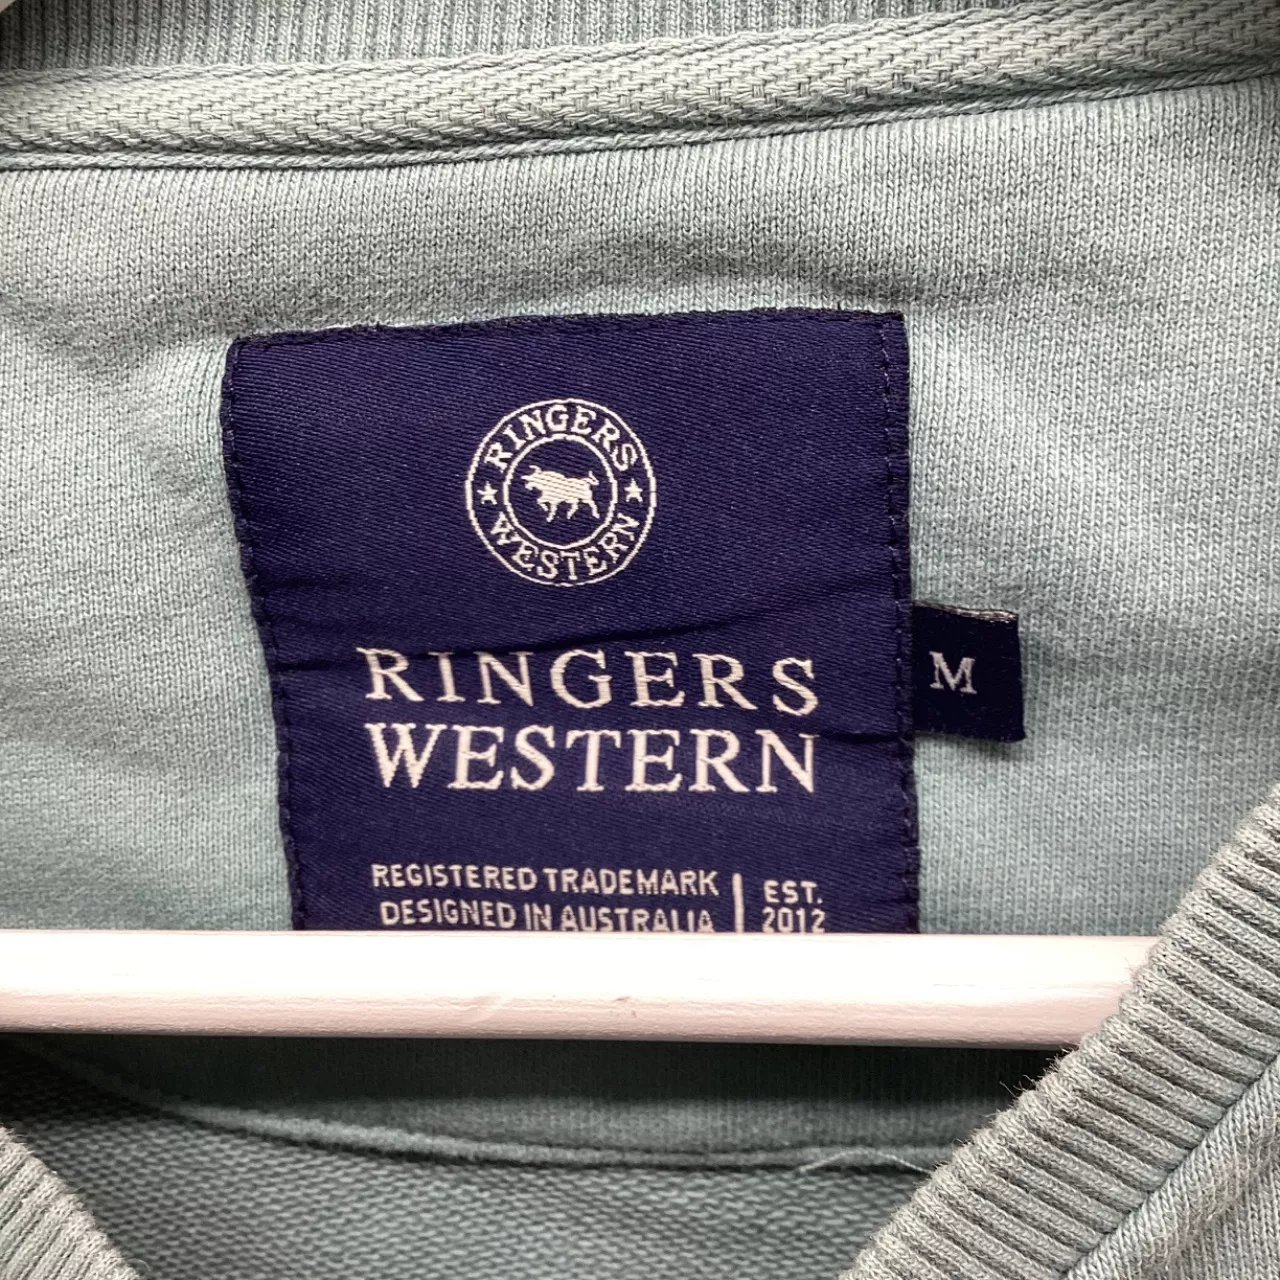 RINGERS
WESTERN
RINGERS
WESTERN
M
REGISTERED TRADEMARK
DESIGNED IN AUSTRALIA
EST.
2012